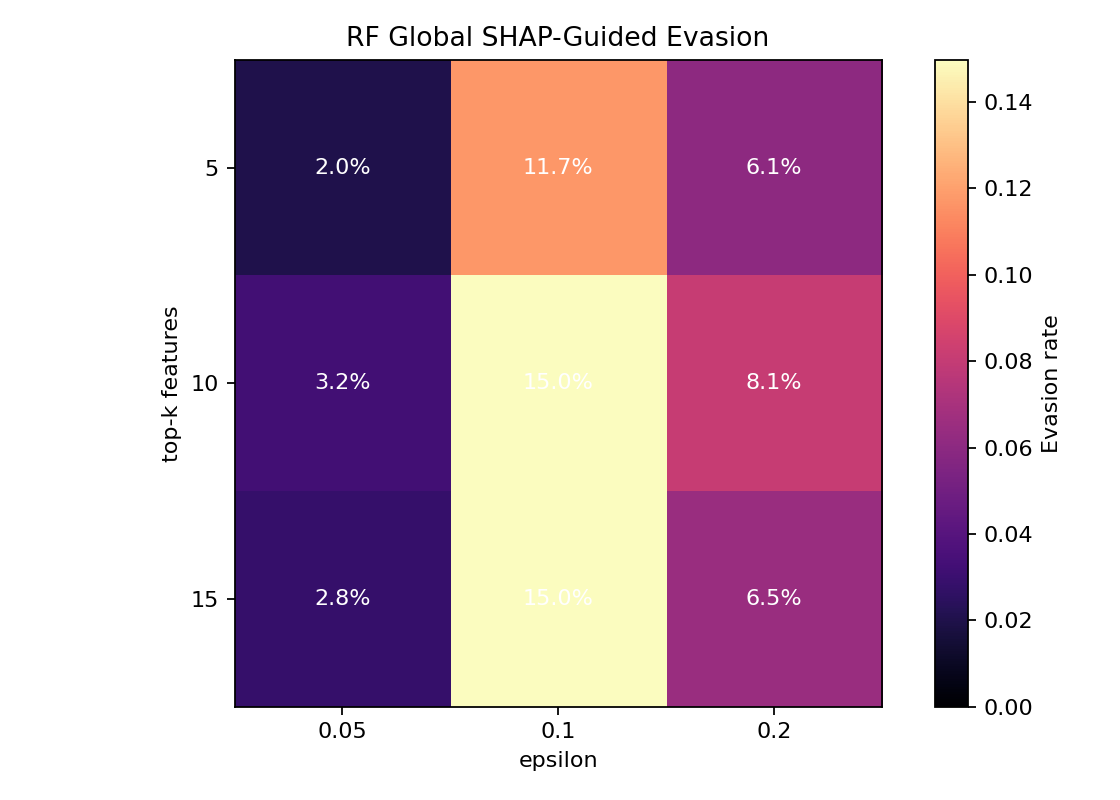 RF Global SHAP-Guided Evasion
top-k features
5
10
15
2.0% 11.7% 6.1%
3.2% 15.0% 8.1%
2.8% 15.0% 6.5%
0.05 0.1 0.2
epsilon
0.14
0.12
0.10
0.08
0.06
0.04
0.02
0.00
Evasion rate